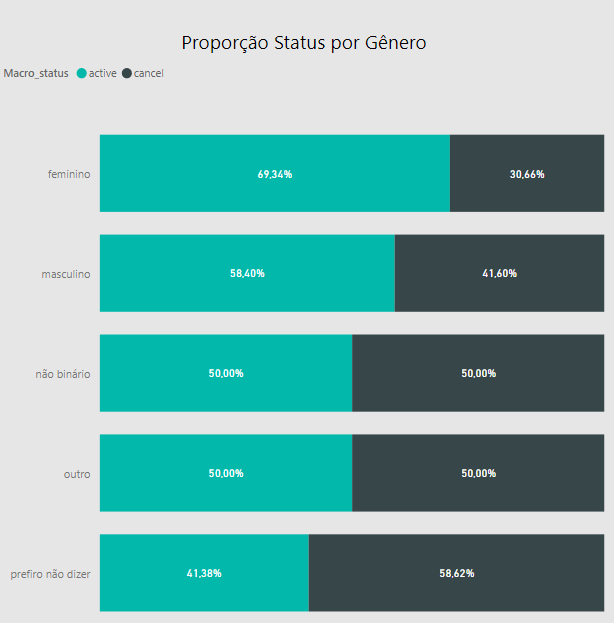 Proporção Status por Gênero
Macro_status active cancel
feminino 69,34% 30,66%
masculino 58,40% 41,60%
não binário 50,00% 50,00%
outro 50,00% 50,00%
prefiro não dizer 41,38% 58,62%